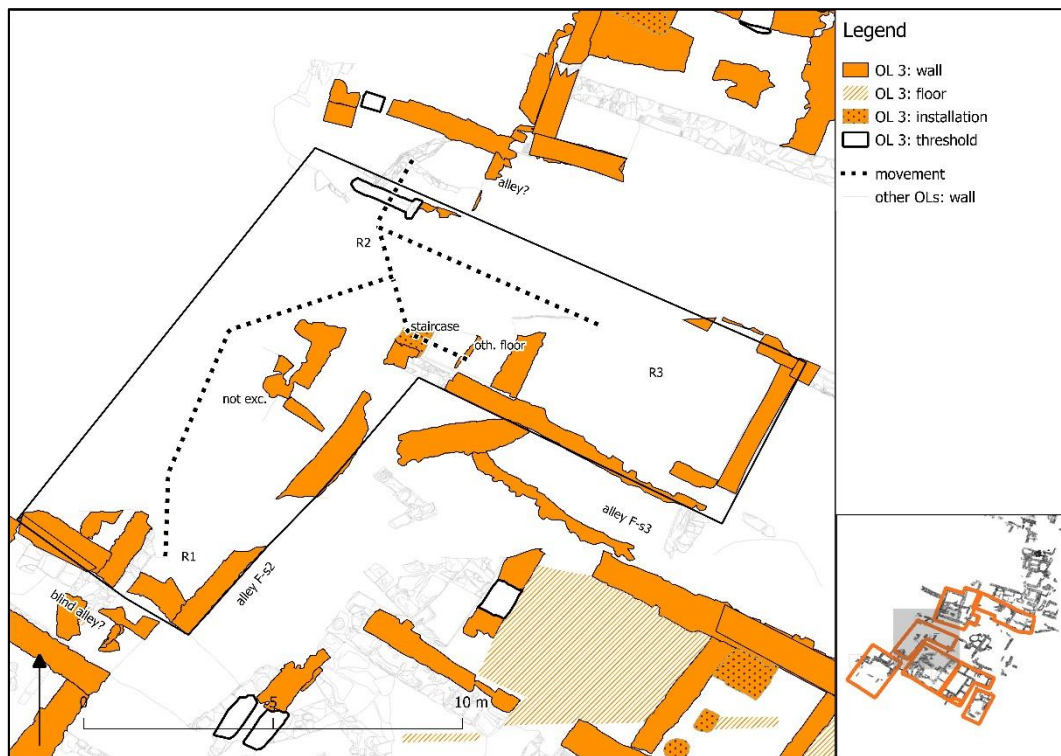 Legend
OL 3: wall
OL 3: floor
OL 3: installation
OL 3: threshold
movement
other OLs: wall
alley?
R2
staircase
oth. floor
R3
not exc.
alley F-s3
R1
alley F-s2
blind alley?
0 5 10 m